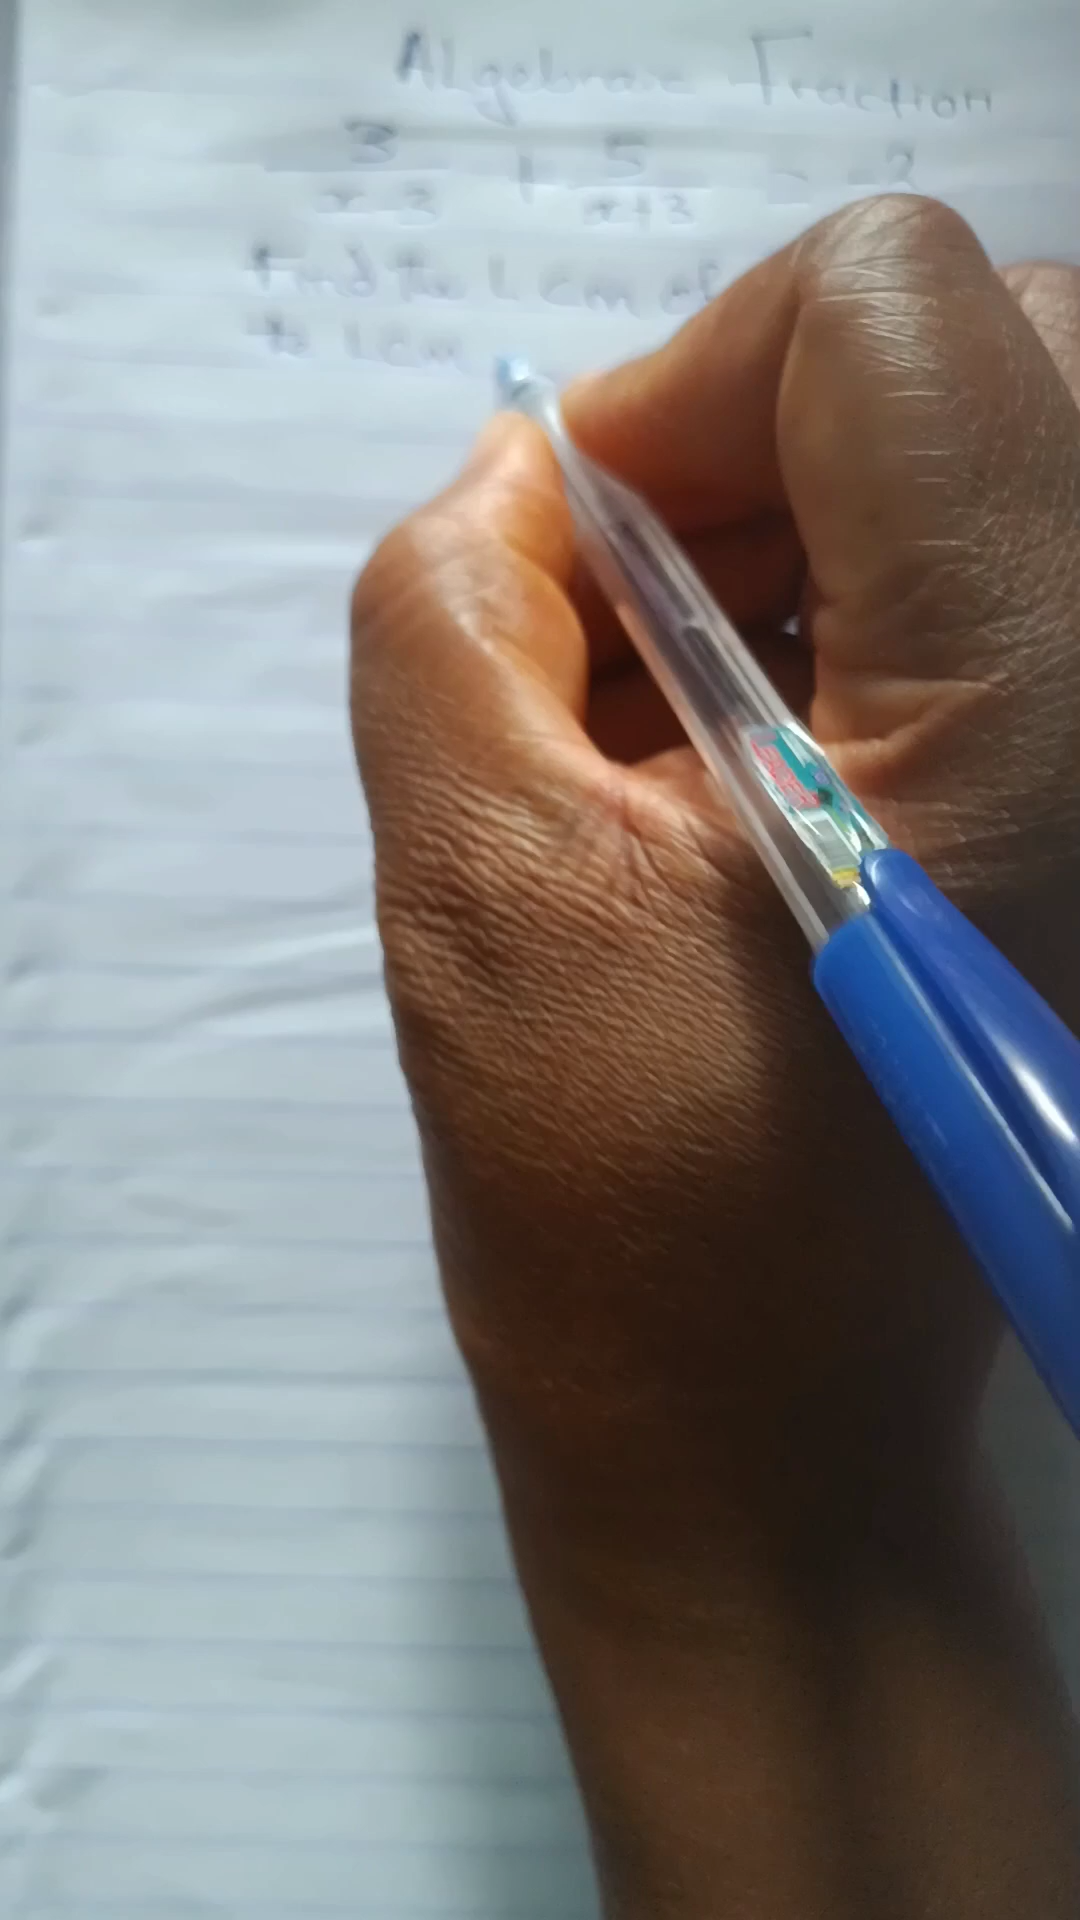 Algebraic Fraction
3/x-3 + 5/x+3 = -2
Find the LCM of
the LCM